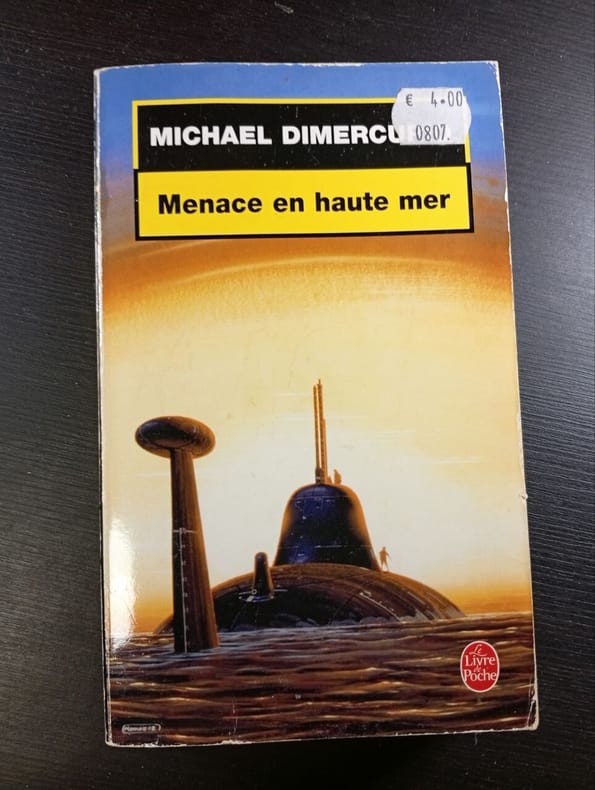 € 4.00
0807.
MICHAEL DIMERCU
Menace en haute mer
Le
Livre
de
Poche